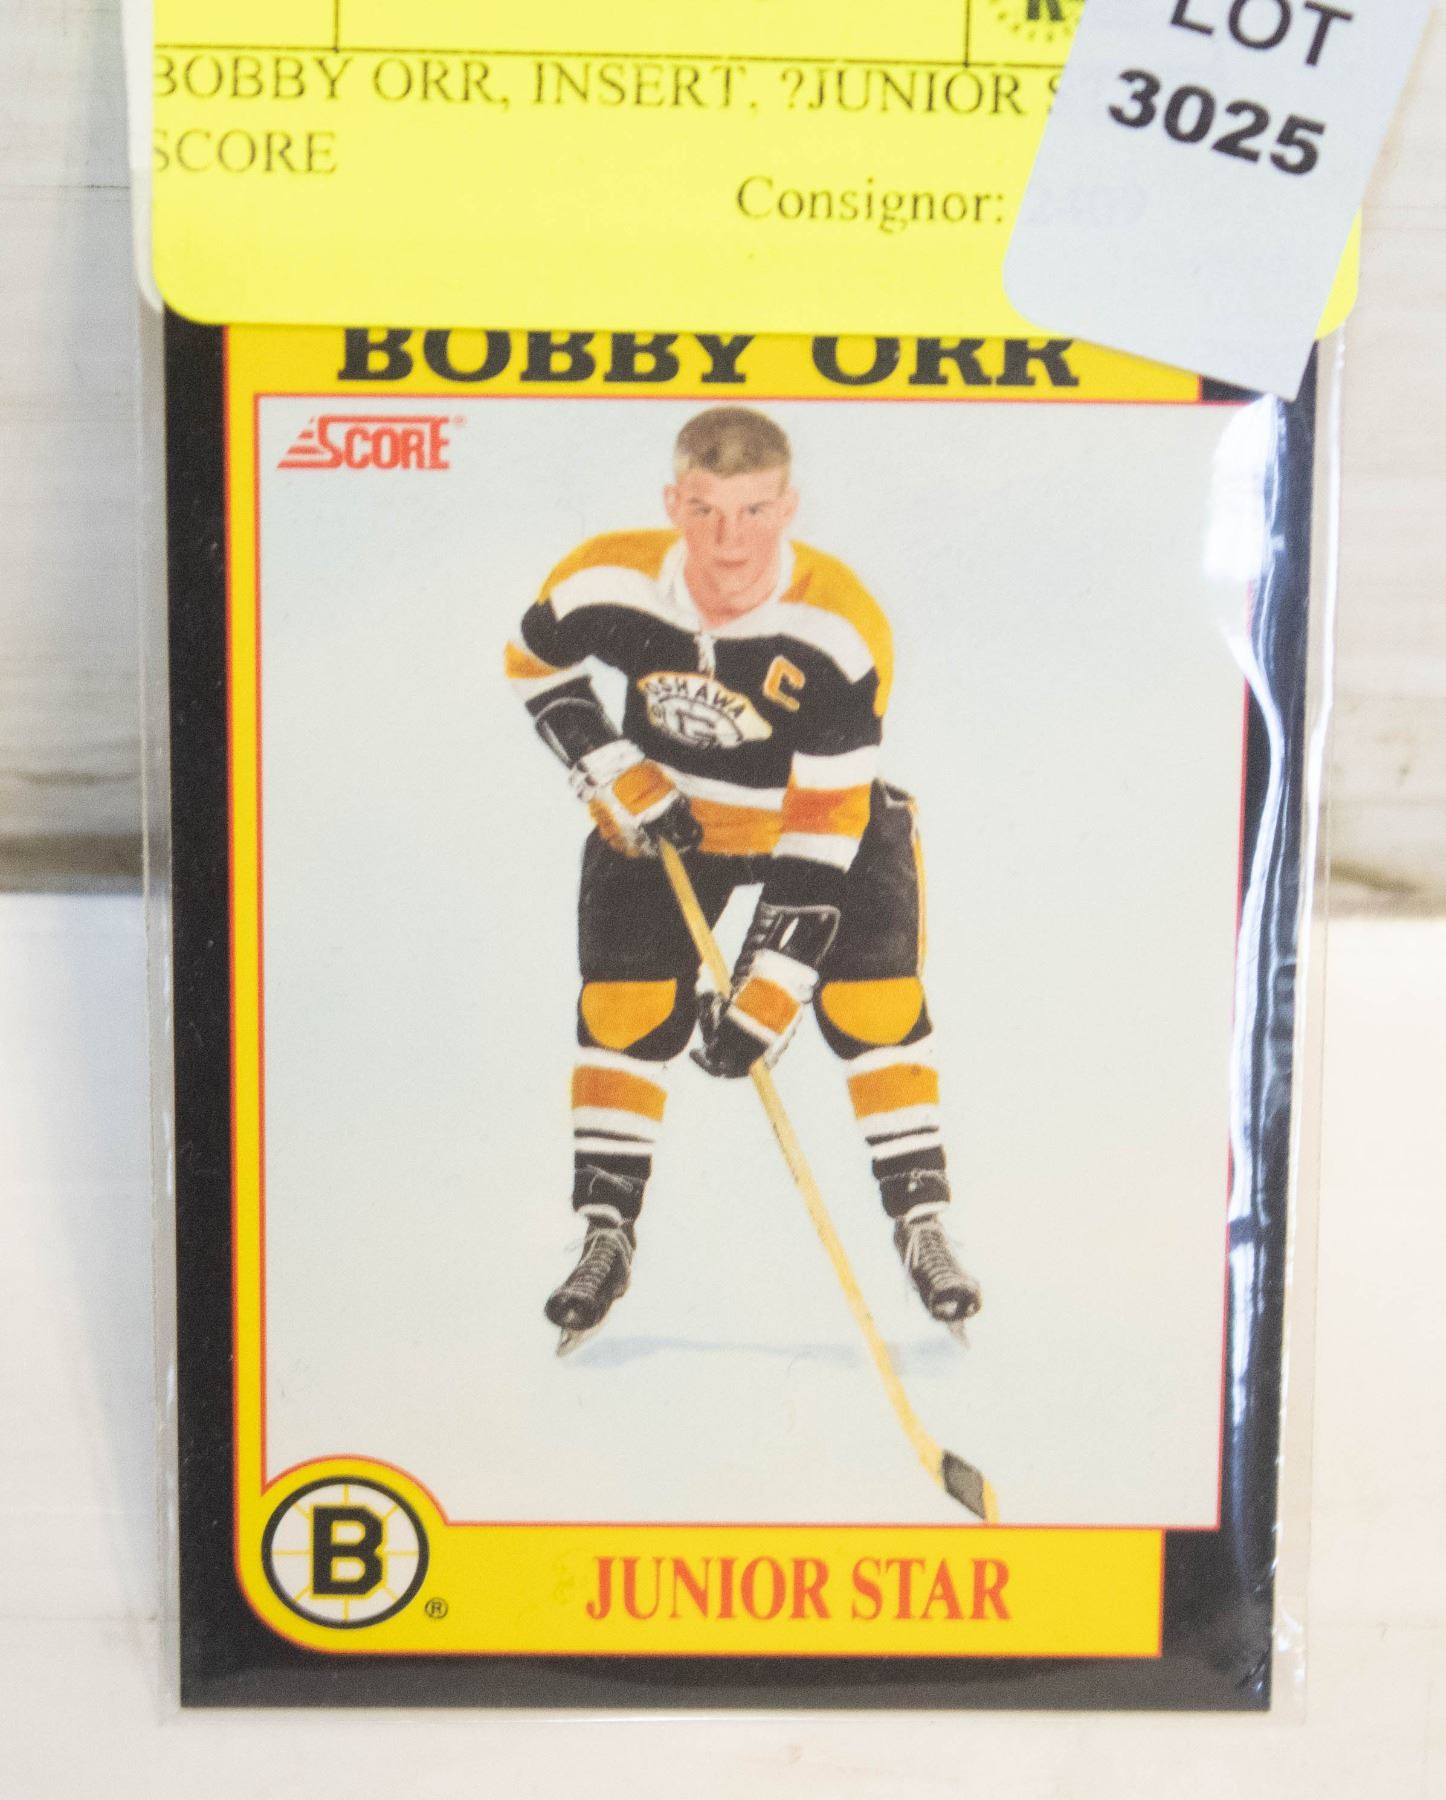 LOT
3025
BOBBY ORR, INSERT, ?JUNIOR
SCORE
Consignor:
BOBBY ORR
SCORE
C
OSHAWA
G
B ®
JUNIOR STAR